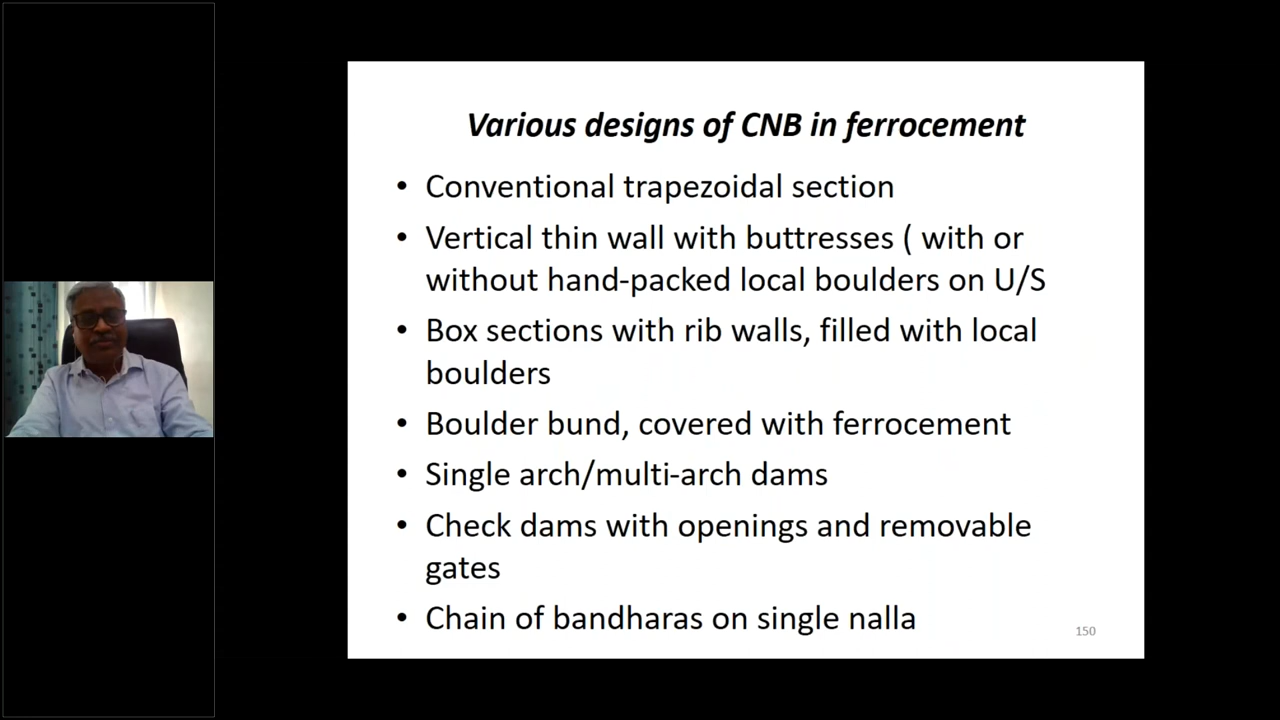 Various designs of CNB in ferrocement
• Conventional trapezoidal section
• Vertical thin wall with buttresses ( with or
without hand-packed local boulders on U/S
• Box sections with rib walls, filled with local
boulders
• Boulder bund, covered with ferrocement
• Single arch/multi-arch dams
• Check dams with openings and removable
gates
• Chain of bandharas on single nalla
150